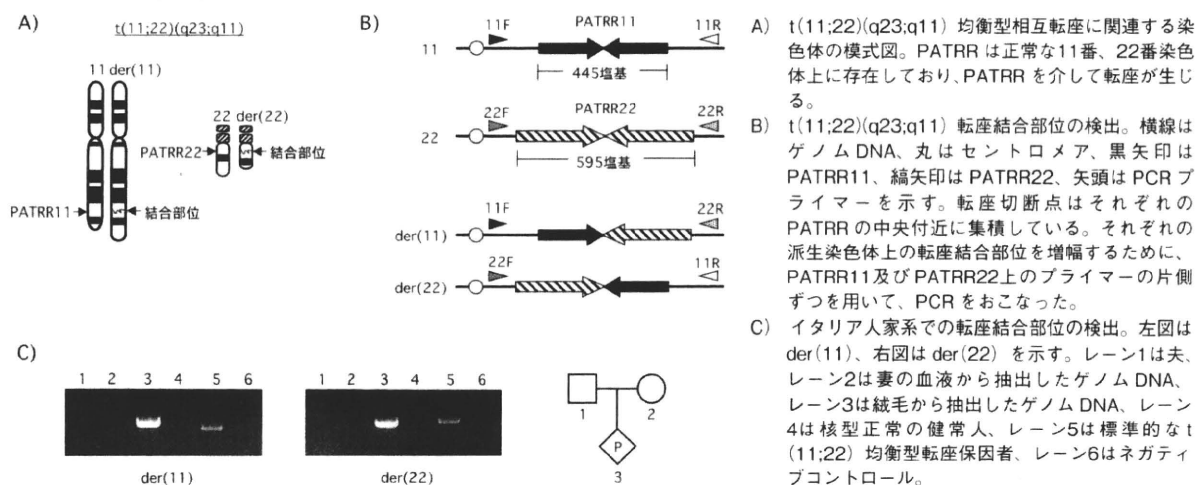 A)
t(11;22)(q23;q11)
11 der(11)
22 der(22)
PATRR22
結合部位
PATRR11
結合部位
B)
11F
PATRR11
11R
11
445塩基
22F
PATRR22
22R
22
595塩基
11F
22R
der(11)
22F
11R
der(22)
C)
1 2 3 4 5 6
der(11)
1 2 3 4 5 6
der(22)
1
2
P
3
A) t(11;22)(q23;q11) 均衡型相互転座に関連する染
色体の模式図。PATRR は正常な11番、22番染色
体上に存在しており、PATRR を介して転座が生じ
る。
B) t(11;22)(q23;q11) 転座結合部位の検出。横線は
ゲノム DNA、丸はセントロメア、黒矢印は
PATRR11、縞矢印は PATRR22、矢頭は PCR プ
ライマーを示す。転座切断点はそれぞれの
PATRR の中央付近に集積している。それぞれの
派生染色体上の転座結合部位を増幅するために、
PATRR11及び PATRR22上のプライマーの片側
ずつを用いて、PCR をおこなった。
C) イタリア人家系での転座結合部位の検出。左図は
der(11)、右図は der(22) を示す。レーン1は夫、
レーン2は妻の血液から抽出したゲノム DNA、
レーン3は絨毛から抽出したゲノム DNA、レーン
4は核型正常の健常人、レーン5は標準的な t
(11;22) 均衡型転座保因者、レーン6はネガティ
ブコントロール。